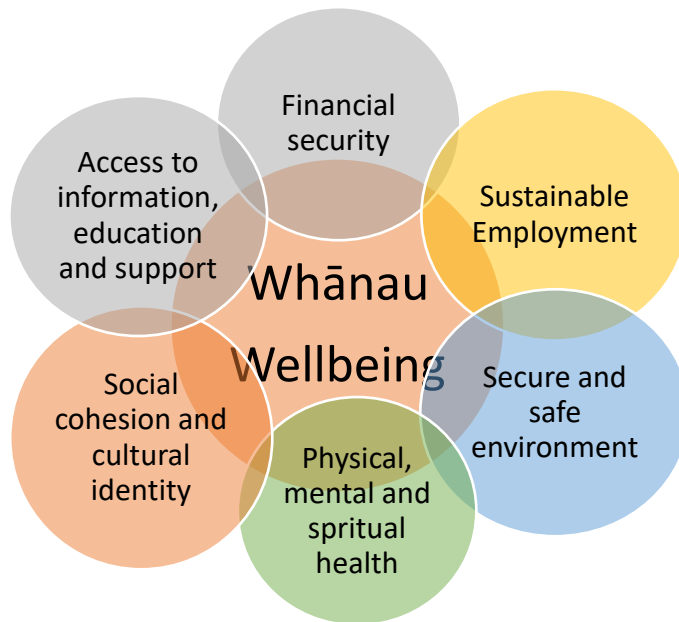 Financial
security
Sustainable
Employment
Secure and
safe
environment
Physical,
mental and
spritual
health
Social
cohesion and
cultural
identity
Access to
information,
education
and support
Whānau
Wellbeing